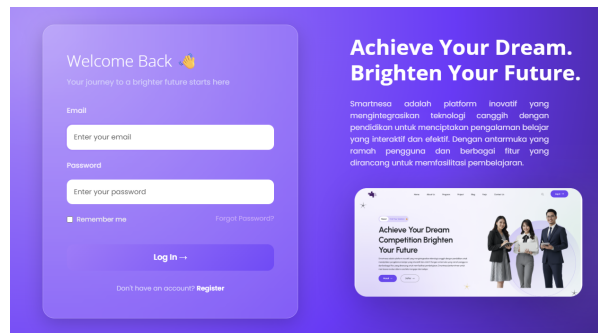 Welcome Back 👋
Your journey to a brighter future starts here
Email
Enter your email
Password
Enter your password
Remember me
Forgot Password?
Log In →
Don't have an account? Register
Achieve Your Dream.
Brighten Your Future.
Smartnesa adalah platform inovatif yang
mengintegrasikan teknologi canggih dengan
pendidikan untuk menciptakan pengalaman belajar
yang interaktif dan efektif. Dengan antarmuka yang
ramah pengguna dan berbagai fitur yang
dirancang untuk memfasilitasi pembelajaran.
Achieve Your Dream
Competition Brighten
Your Future